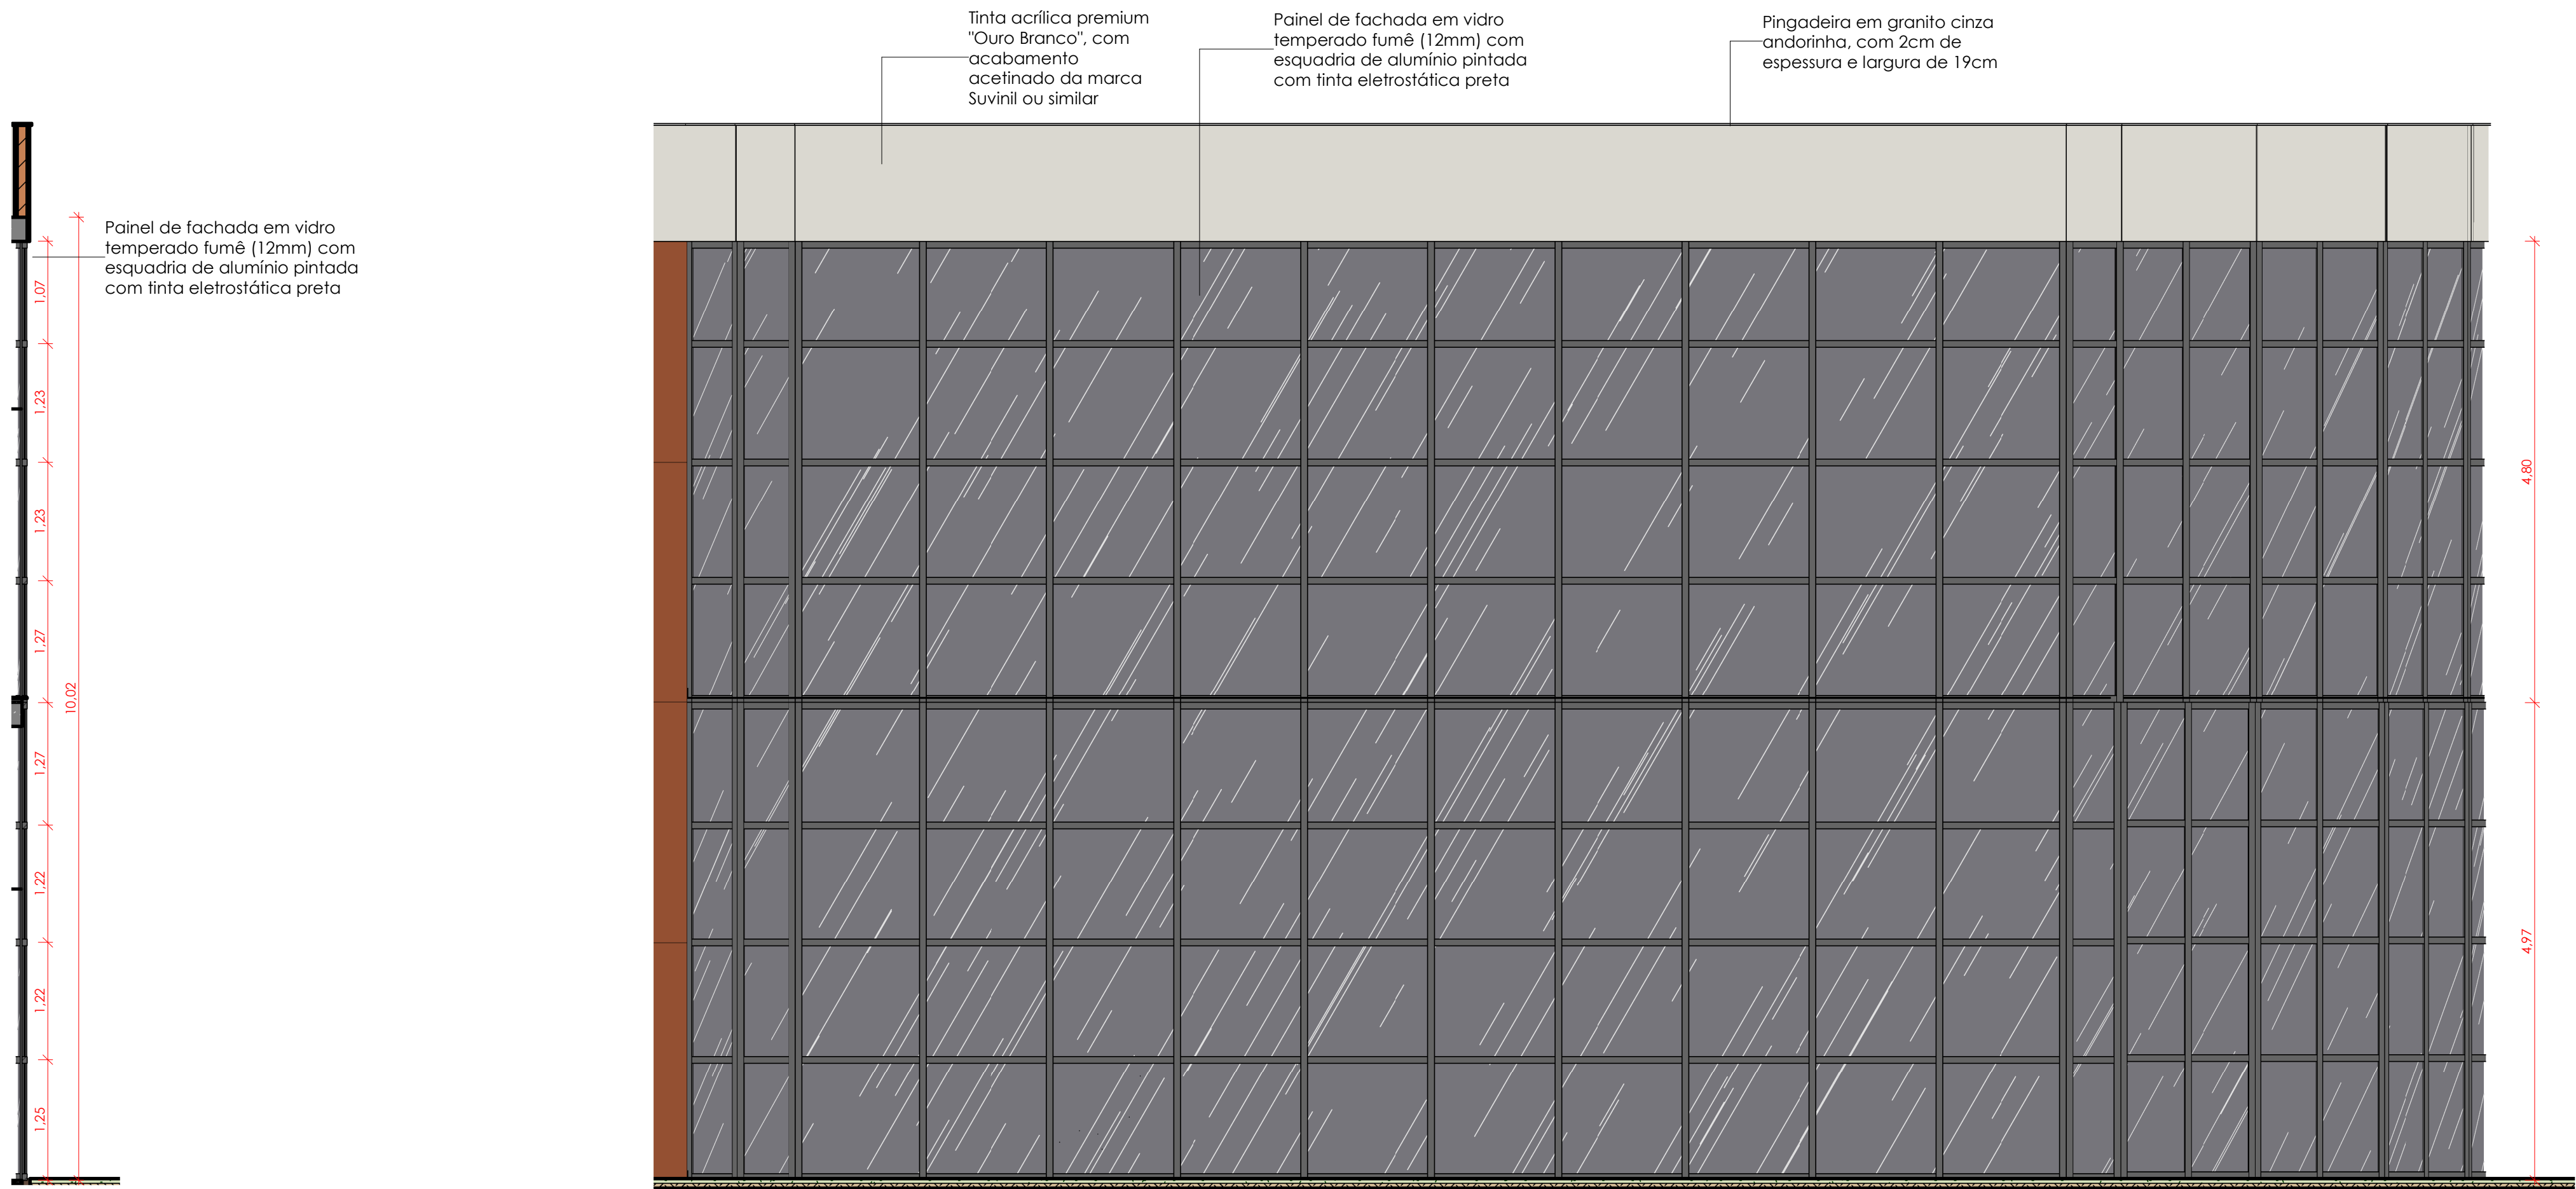 Tinta acrílica premium
"Ouro Branco", com
acabamento
acetinado da marca
Suvinil ou similar
Painel de fachada em vidro
temperado fumê (12mm) com
esquadria de alumínio pintada
com tinta eletrostática preta
Pingadeira em granito cinza
andorinha, com 2cm de
espessura e largura de 19cm
Painel de fachada em vidro
temperado fumê (12mm) com
esquadria de alumínio pintada
com tinta eletrostática preta
1,07
1,23
1,23
1,27
1,27
1,22
1,22
1,25
10,02
4,80
4,97